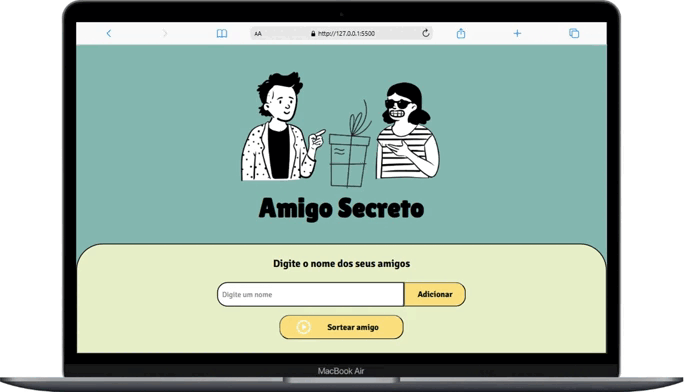 AA
http://127.0.0.1:5500
Amigo Secreto
Digite o nome dos seus amigos
Digite um nome
Adicionar
Sortear amigo
MacBook Air